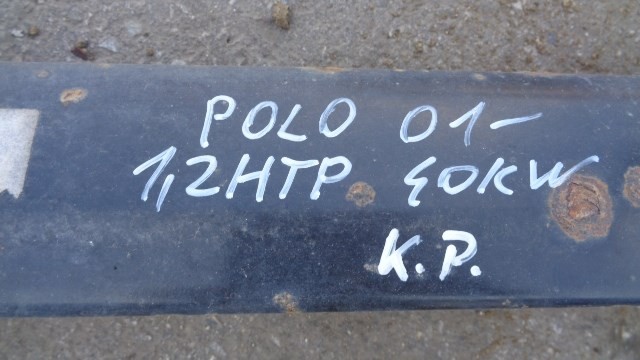 POLO 01-
1,2HTP 40KW
K.P.